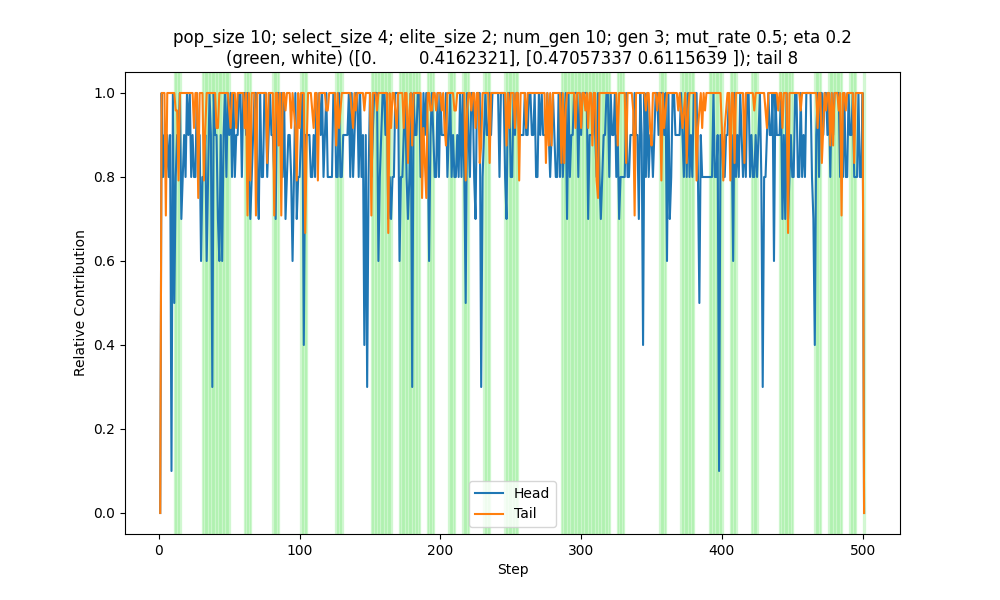 pop_size 10; select_size 4; elite_size 2; num_gen 10; gen 3; mut_rate 0.5; eta 0.2
(green, white) ([0.         0.4162321], [0.47057337 0.6115639 ]); tail 8
Relative Contribution
1.0
0.8
0.6
0.4
0.2
0.0
Head
Tail
0 100 200 300 400 500
Step